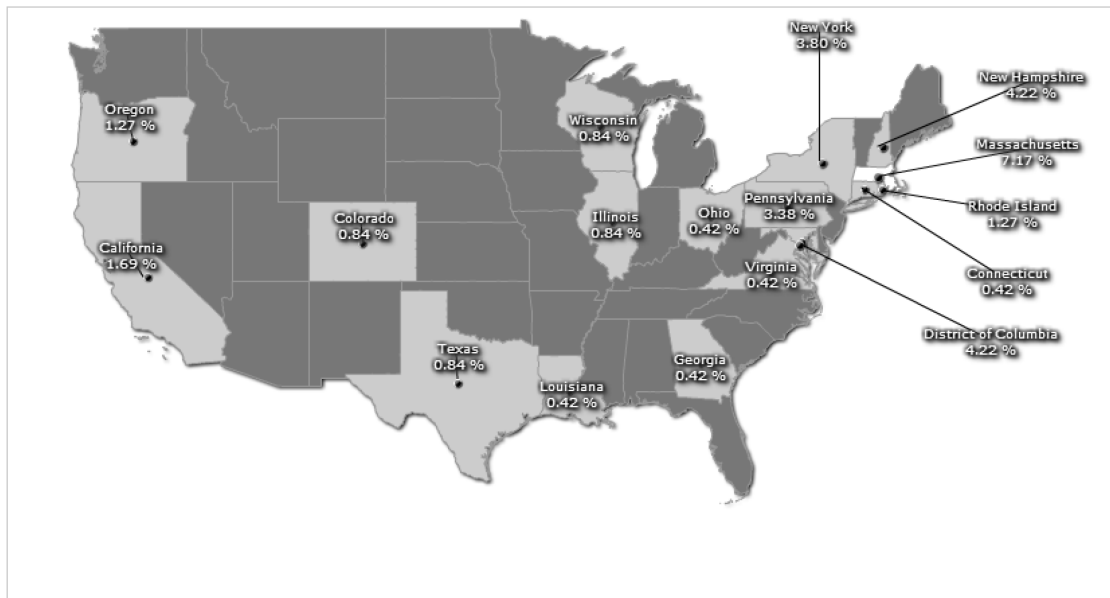 New York
3.80 %
New Hampshire
4.22 %
Oregon
1.27 %
Wisconsin
0.84 %
Massachusetts
7.17 %
Pennsylvania
3.38 %
Rhode Island
1.27 %
Colorado
0.84 %
Illinois
0.84 %
Ohio
0.42 %
California
1.69 %
Virginia
0.42 %
Connecticut
0.42 %
District of Columbia
4.22 %
Texas
0.84 %
Georgia
0.42 %
Louisiana
0.42 %